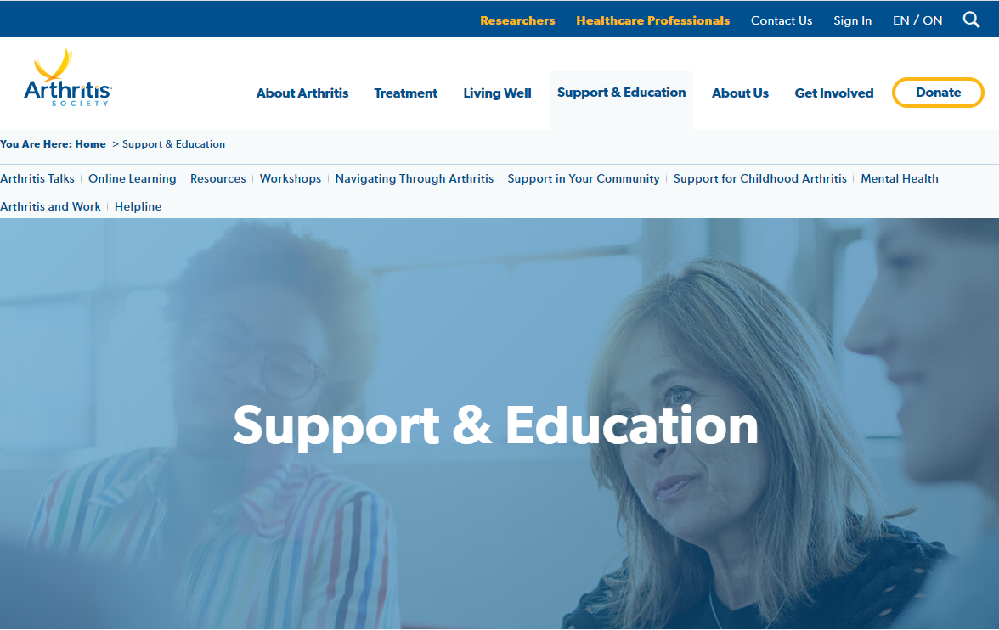 Researchers Healthcare Professionals Contact Us Sign In EN / ON
Arthritis
SOCIETY
About Arthritis Treatment Living Well Support & Education About Us Get Involved Donate
You Are Here: Home > Support & Education
Arthritis Talks | Online Learning | Resources | Workshops | Navigating Through Arthritis | Support in Your Community | Support for Childhood Arthritis | Mental Health |
Arthritis and Work | Helpline
Support & Education